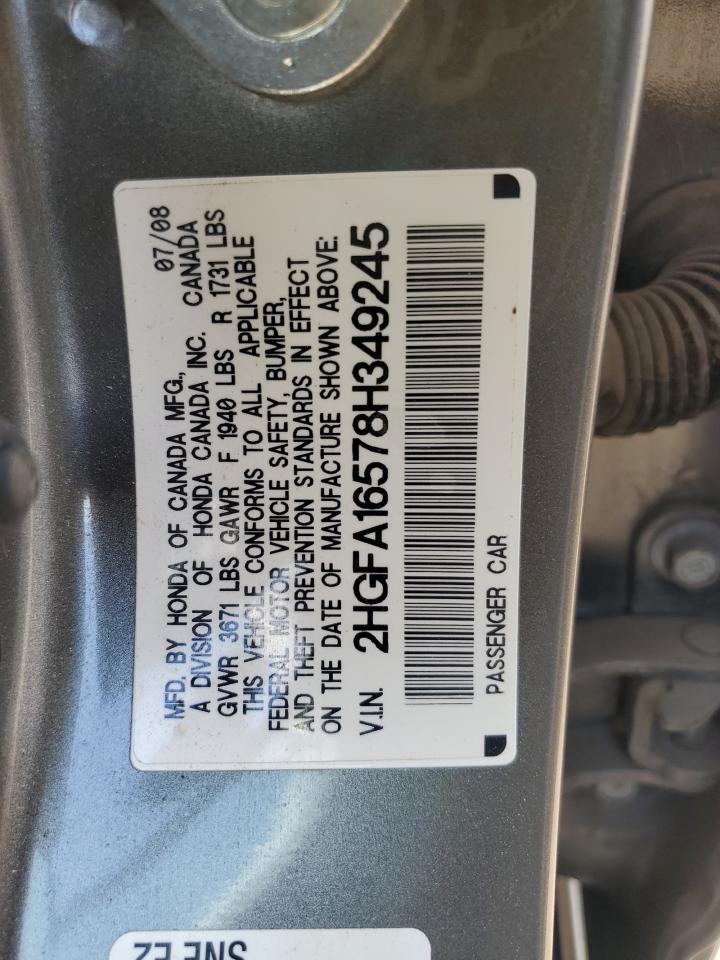 MFD. BY HONDA OF CANADA MFG., 07/08
A DIVISION OF HONDA CANADA INC. CANADA
GVWR 3671 LBS GAWR F 1940 LBS R 1731 LBS
THIS VEHICLE CONFORMS TO ALL APPLICABLE
FEDERAL MOTOR VEHICLE SAFETY, BUMPER,
AND THEFT PREVENTION STANDARDS IN EFFECT
ON THE DATE OF MANUFACTURE SHOWN ABOVE:
V.I.N. 2HGFA16578H349245
PASSENGER CAR